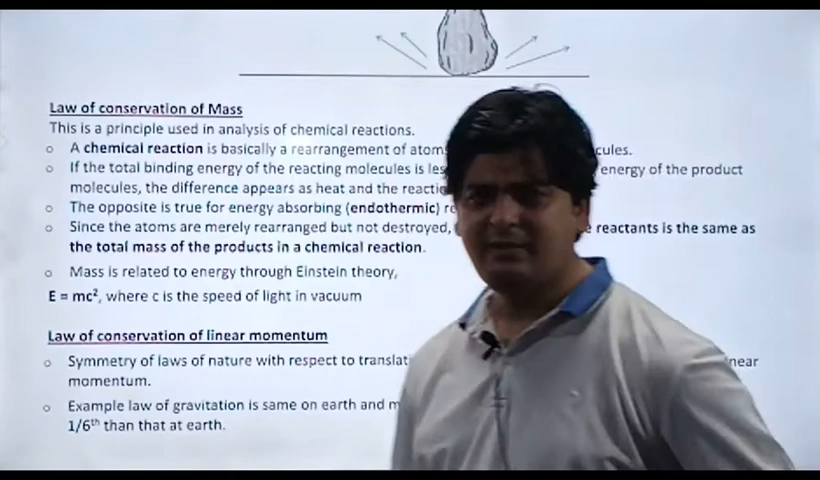 Law of conservation of Mass
This is a principle used in analysis of chemical reactions.
o A chemical reaction is basically a rearrangement of atom cules.
o If the total binding energy of the reacting molecules is les energy of the product
molecules, the difference appears as heat and the reactio
o The opposite is true for energy absorbing (endothermic) r
o Since the atoms are merely rearranged but not destroyed, reactants is the same as
the total mass of the products in a chemical reaction.
o Mass is related to energy through Einstein theory,
E = mc², where c is the speed of light in vacuum
Law of conservation of linear momentum
o Symmetry of laws of nature with respect to translati near
momentum.
o Example law of gravitation is same on earth and m
1/6th than that at earth.